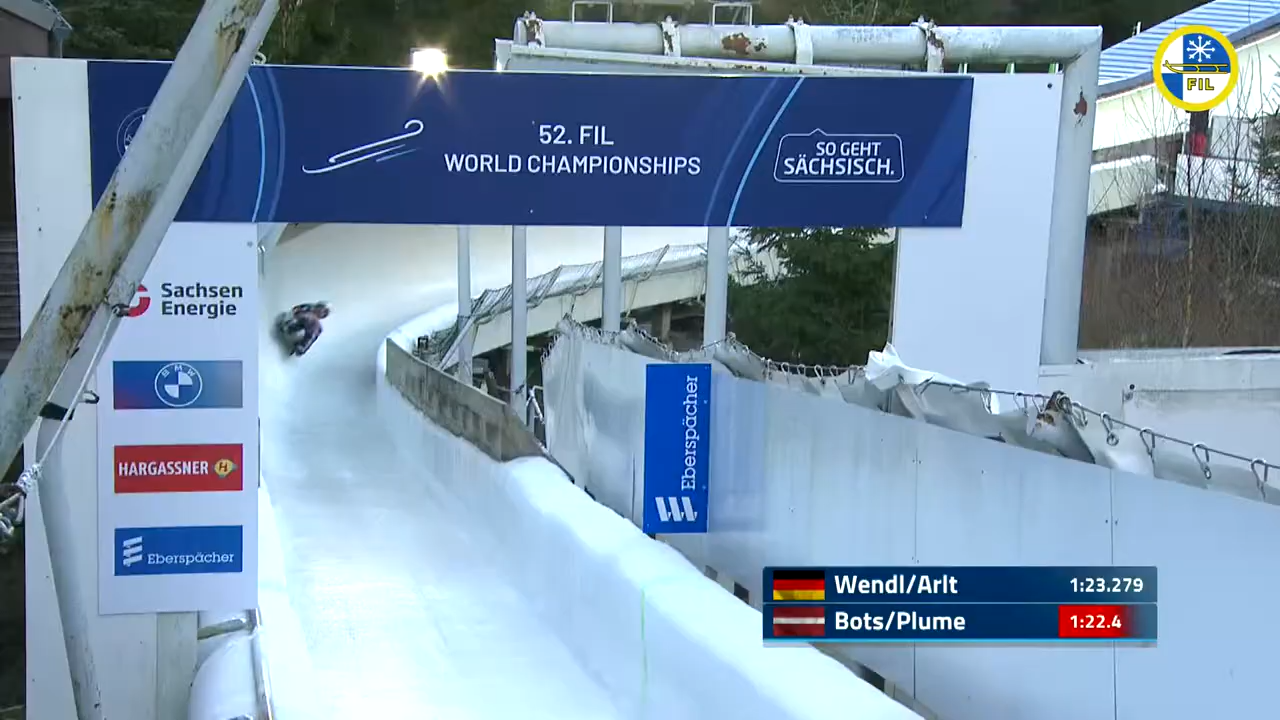 FIL
52. FIL
WORLD CHAMPIONSHIPS
SO GEHT
SÄCHSISCH.
Sachsen
Energie
BMW
HARGASSNER H
Eberspächer
Eberspächer
Wendl/Arlt 1:23.279
Bots/Plume 1:22.4